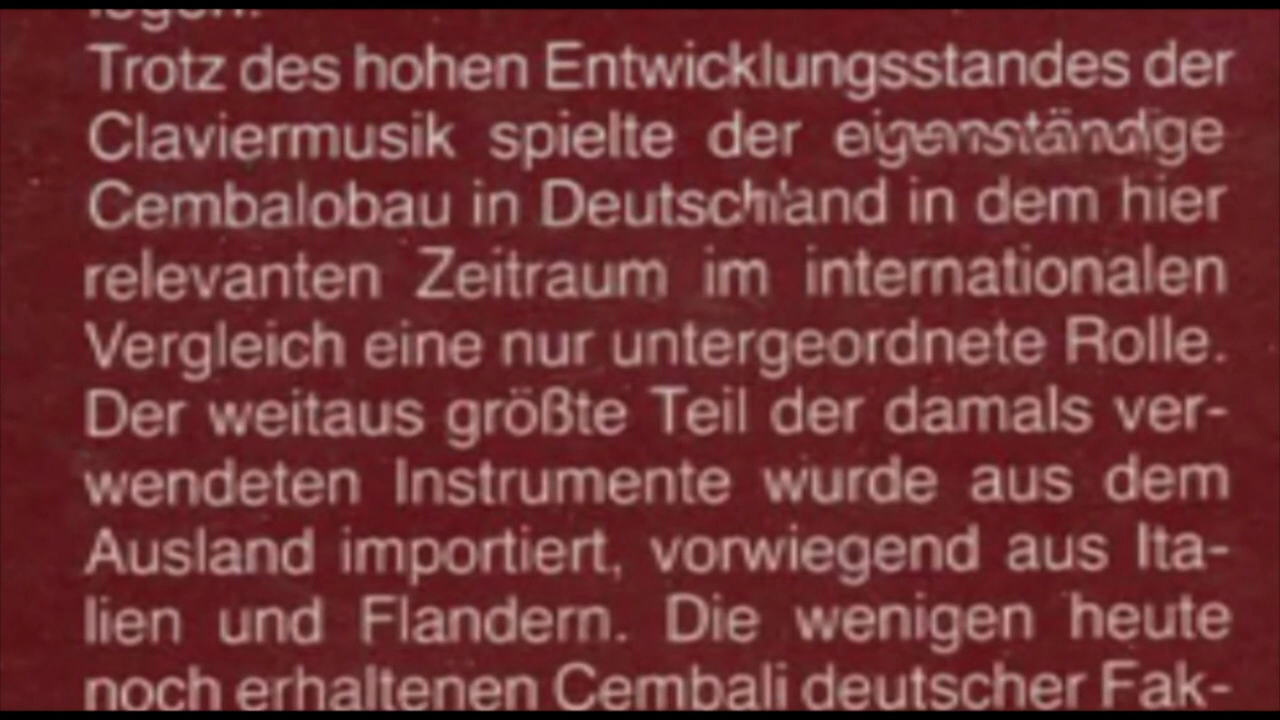 Trotz des hohen Entwicklungsstandes der
Claviermusik spielte der eigenständige
Cembalobau in Deutschland in dem hier
relevanten Zeitraum im internationalen
Vergleich eine nur untergeordnete Rolle.
Der weitaus größte Teil der damals ver-
wendeten Instrumente wurde aus dem
Ausland importiert, vorwiegend aus Ita-
lien und Flandern. Die wenigen heute
noch erhaltenen Cembali deutscher Fak-